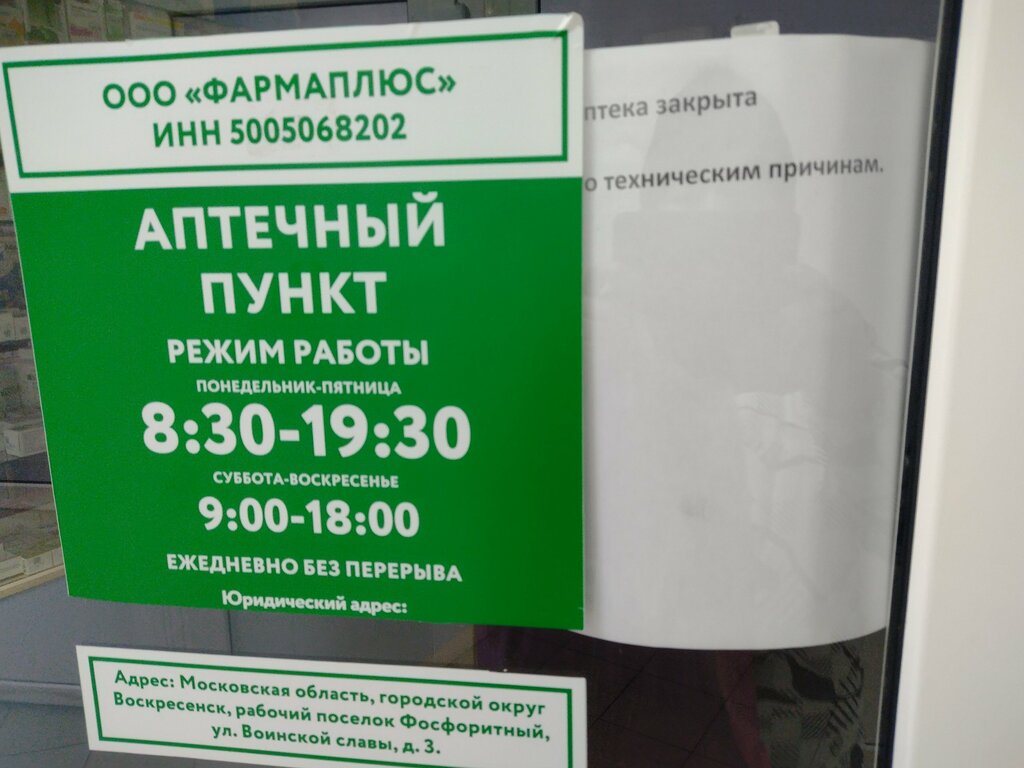 ООО «ФАРМАПЛЮС»
ИНН 5005068202
АПТЕЧНЫЙ
ПУНКТ
РЕЖИМ РАБОТЫ
ПОНЕДЕЛЬНИК-ПЯТНИЦА
8:30-19:30
СУББОТА-ВОСКРЕСЕНЬЕ
9:00-18:00
ЕЖЕДНЕВНО БЕЗ ПЕРЕРЫВА
Юридический адрес:
Адрес: Московская область, городской округ
Воскресенск, рабочий поселок Фосфоритный,
ул. Воинской славы, д. 3.
птека закрыта
о техническим причинам.